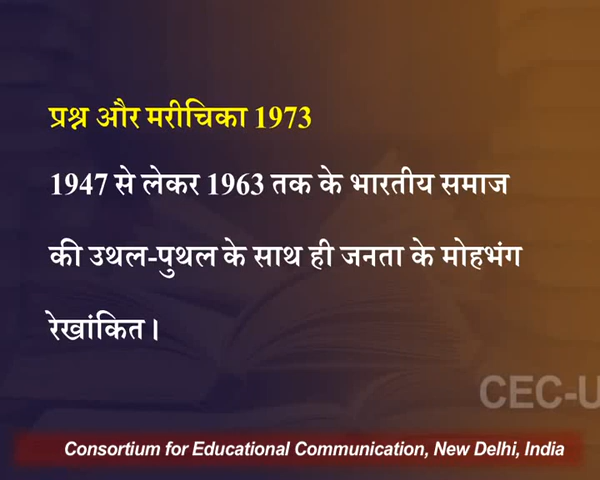 प्रश्न और मरीचिका 1973
1947 से लेकर 1963 तक के भारतीय समाज
की उथल-पुथल के साथ ही जनता के मोहभंग
रेखांकित ।
CEC-U
Consortium for Educational Communication, New Delhi, India